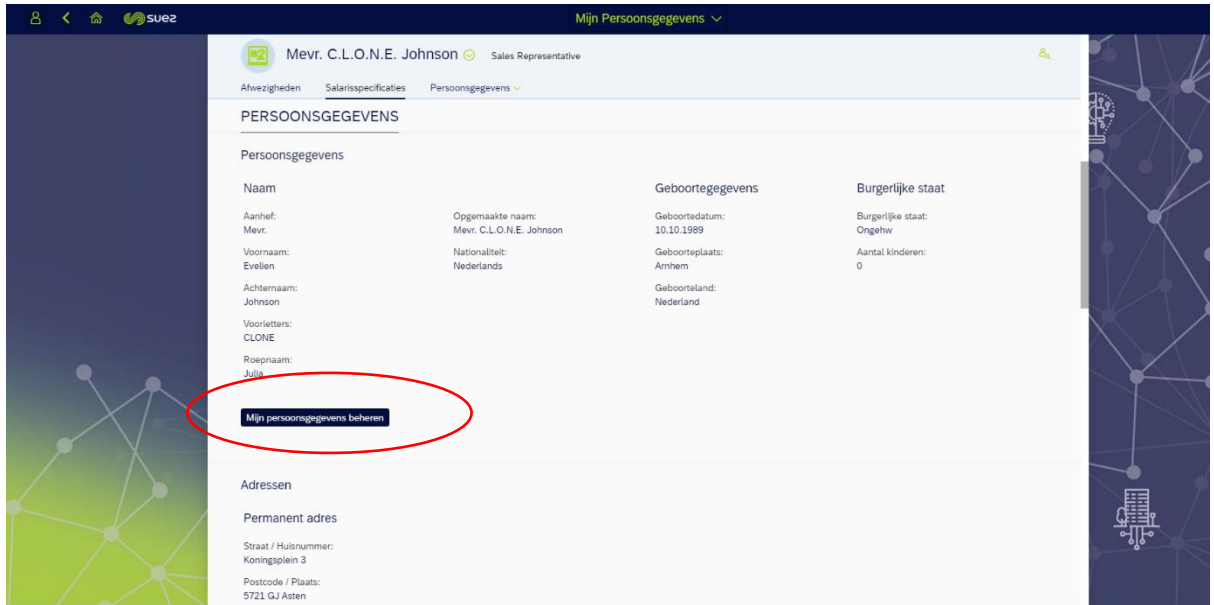 suez
Mijn Persoonsgegevens
Mevr. C.L.O.N.E. Johnson Sales Representative
Afwezigheden Salarisspecificaties Persoonsgegevens
PERSOONSGEGEVENS
Persoonsgegevens
Naam Geboortegegevens Burgerlijke staat
Aanhef: Opgemaakte naam: Geboortedatum: Burgerlijke staat:
Mevr. Mevr. C.L.O.N.E. Johnson 10.10.1989 Ongehw
Voornaam: Nationaliteit: Geboorteplaats: Aantal kinderen:
Evelien Nederlands Arnhem 0
Achternaam: Geboorteland:
Johnson Nederland
Voorletters:
CLONE
Roepnaam:
Julia
Mijn persoonsgegevens beheren
Adressen
Permanent adres
Straat / Huisnummer:
Koningsplein 3
Postcode / Plaats:
5721 GJ Asten